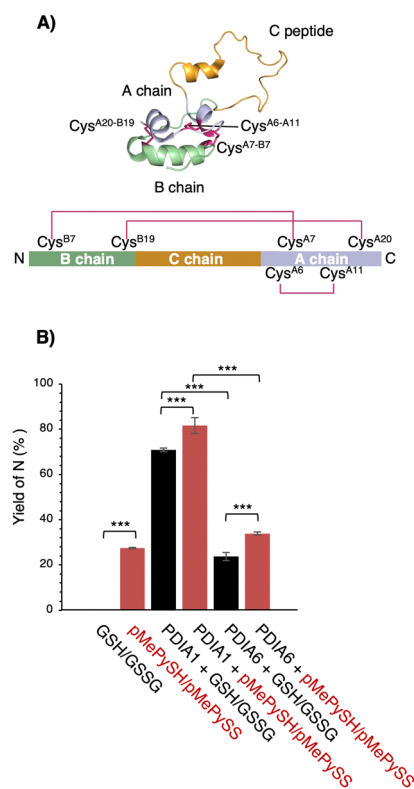 A)
C peptide
A chain
Cys^A20-B19
Cys^A6-A11
Cys^A7-B7
B chain
Cys^B7 Cys^B19 Cys^A7 Cys^A20
N B chain C chain A chain C
Cys^A6 Cys^A11
B)
Yield of N (%)
100
80
60
40
20
0
***
***
***
***
***
GSH/GSSG
pMePySH/pMePySS
PDIA1 + GSH/GSSG
PDIA1 + pMePySH/pMePySS
PDIA6 + GSH/GSSG
PDIA6 + pMePySH/pMePySS